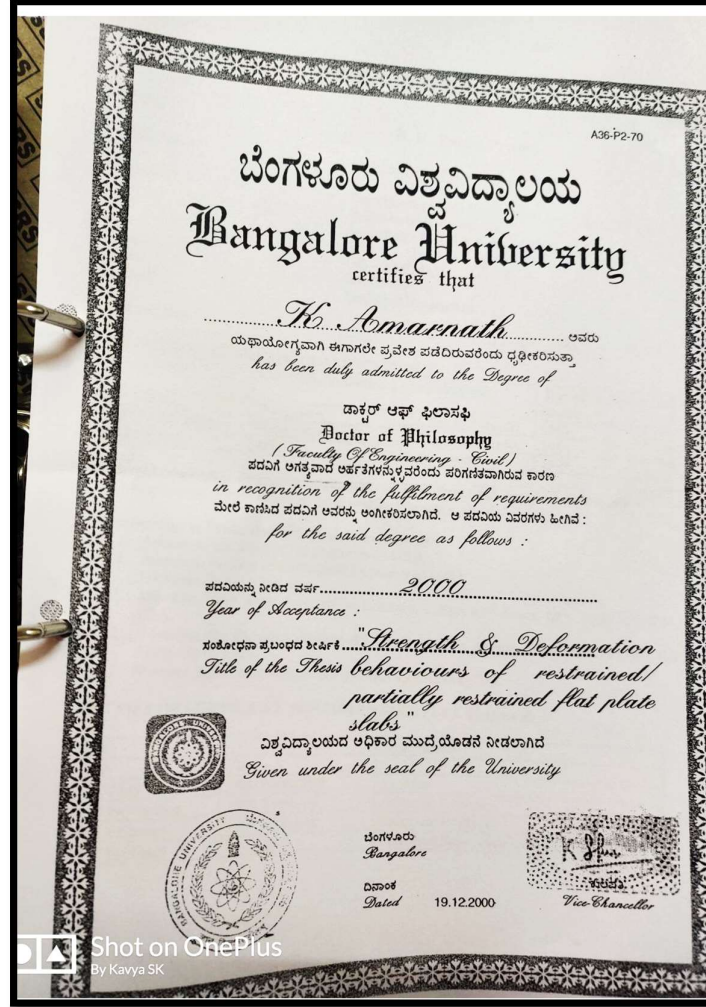 A36-P2-70
ಬೆಂಗಳೂರು ವಿಶ್ವವಿದ್ಯಾಲಯ
Bangalore University
certifies that
K Amarnath ಅವರು
ಯಥಾಯೋಗ್ಯವಾಗಿ ಈಗಾಗಲೇ ಪ್ರವೇಶ ಪಡೆದಿರುವರೆಂದು ಧೃಢೀಕರಿಸುತ್ತಾ
has been duly admitted to the Degree of
ಡಾಕ್ಟರ್ ಆಫ್ ಫಿಲಾಸಫಿ
Doctor of Philosophy
(Faculty Of Engineering - Civil)
ಪದವಿಗೆ ಅಗತ್ಯವಾದ ಅರ್ಹತೆಗಳನ್ನುಳ್ಳವರೆಂದು ಪರಿಗಣಿತವಾಗಿರುವ ಕಾರಣ
in recognition of the fulfilment of requirements
ಮೇಲೆ ಕಾಣಿಸಿದ ಪದವಿಗೆ ಅವರನ್ನು ಅಂಗೀಕರಿಸಲಾಗಿದೆ. ಆ ಪದವಿಯ ವಿವರಗಳು ಹೀಗಿವೆ :
for the said degree as follows :
ಪದವಿಯನ್ನು ನೀಡಿದ ವರ್ಷ 2000
Year of Acceptance :
ಸಂಶೋಧನಾ ಪ್ರಬಂಧದ ಶೀರ್ಷಿಕೆ "Strength & Deformation
Title of the Thesis behaviours of restrained/
partially restrained flat plate
slabs"
ವಿಶ್ವವಿದ್ಯಾಲಯದ ಅಧಿಕಾರ ಮುದ್ರೆಯೊಡನೆ ನೀಡಲಾಗಿದೆ
Given under the seal of the University
BANGALORE UNIVERSITY
ಬೆಂಗಳೂರು
Bangalore
ದಿನಾಂಕ
Dated 19.12.2000
ಕುಲಪತಿ
Vice-Chancellor
Shot on OnePlus
By Kavya SK